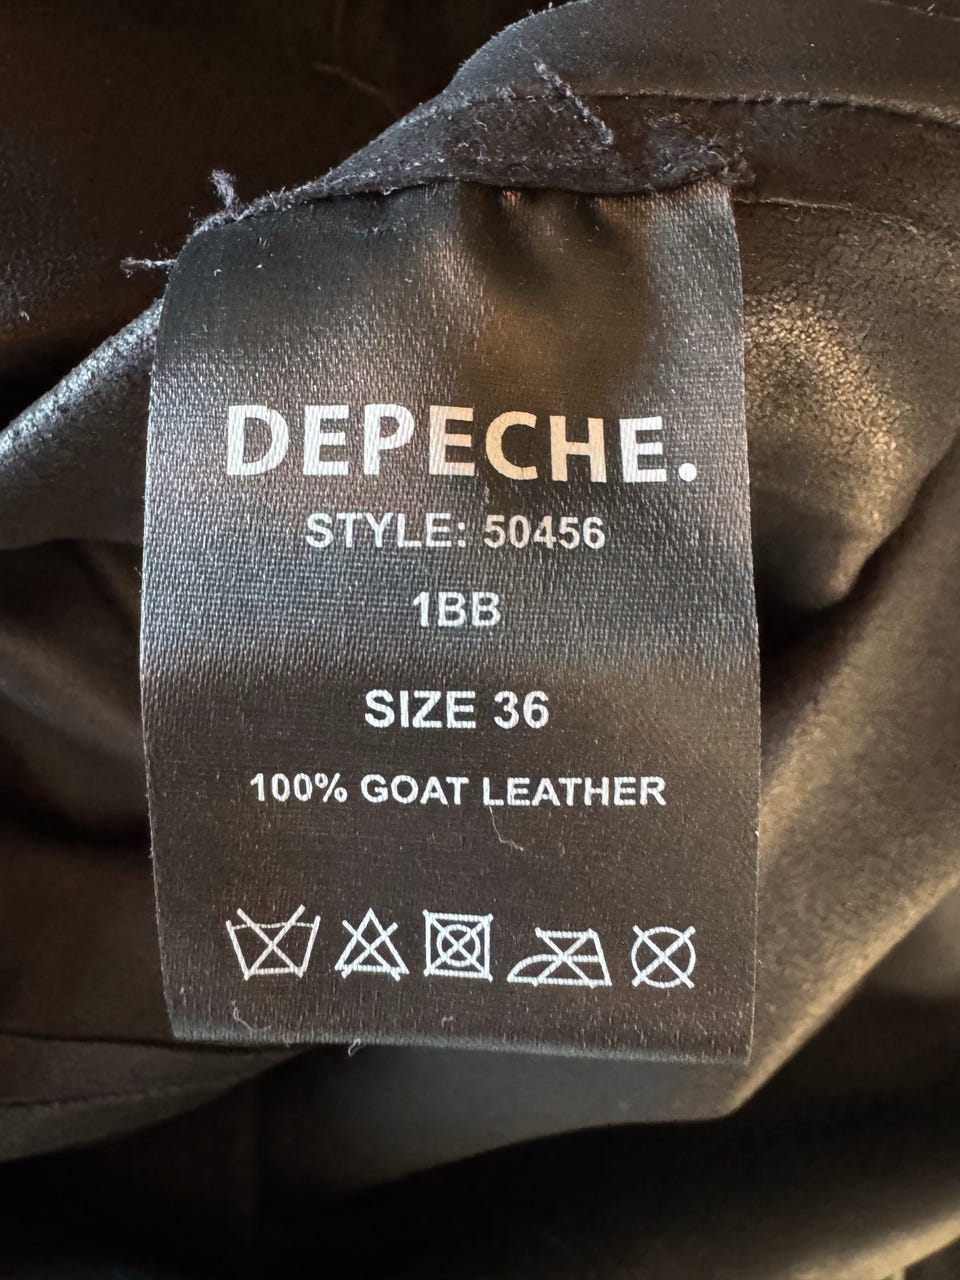 DEPECHE.
STYLE: 50456
1BB
SIZE 36
100% GOAT LEATHER